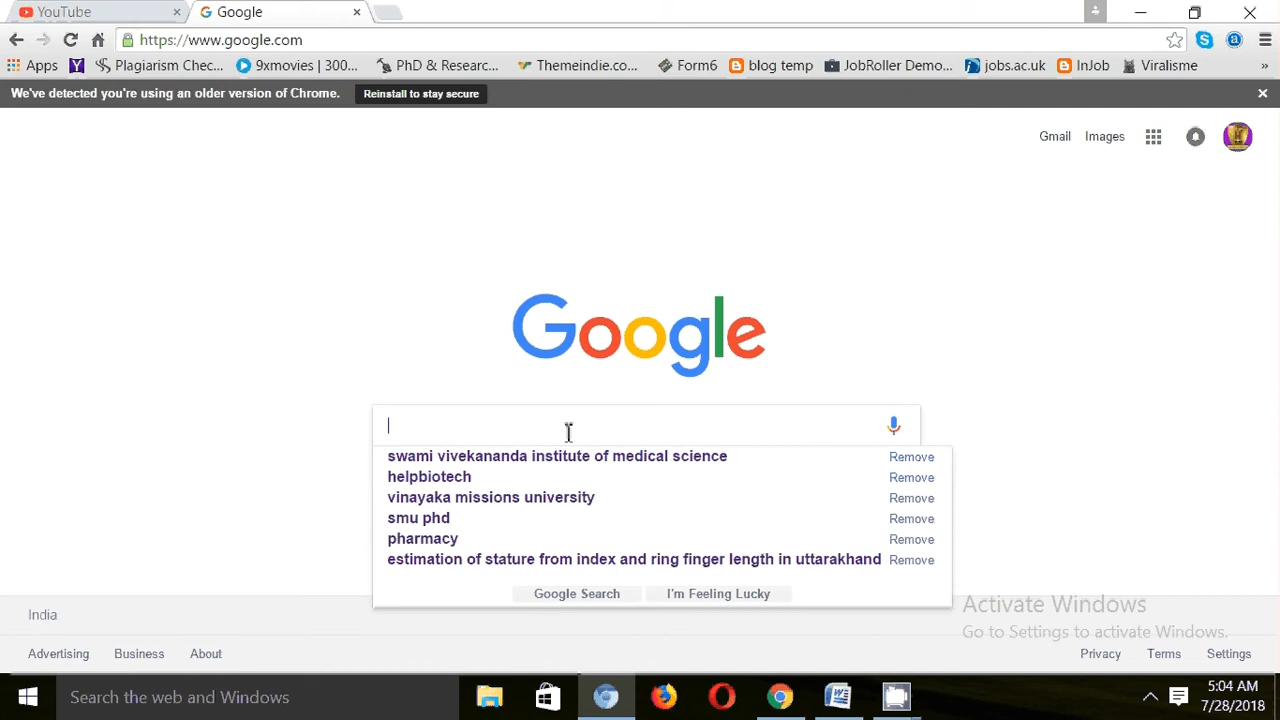 YouTube
Google
https://www.google.com
Apps
Plagiarism Chec...
9xmovies | 300...
PhD & Researc...
Themeindie.co...
Form6
blog temp
JobRoller Demo...
jobs.ac.uk
InJob
Viralisme
»
We've detected you're using an older version of Chrome.
Reinstall to stay secure
Gmail
Images
Google
swami vivekananda institute of medical science
Remove
helpbiotech
Remove
vinayaka missions university
Remove
smu phd
Remove
pharmacy
Remove
estimation of stature from index and ring finger length in uttarakhand
Remove
Google Search
I'm Feeling Lucky
India
Activate Windows
Go to Settings to activate Windows.
Advertising
Business
About
Privacy
Terms
Settings
Search the web and Windows
5:04 AM
7/28/2018